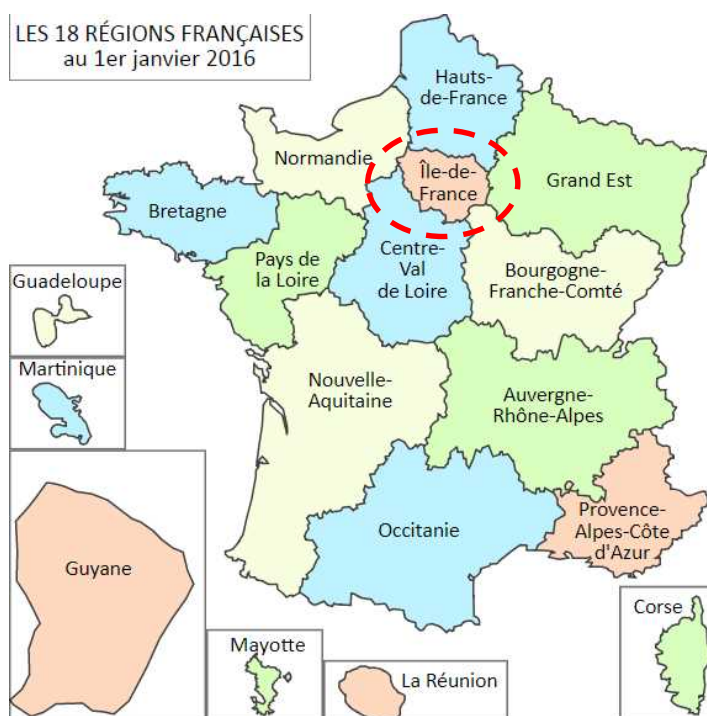 LES 18 RÉGIONS FRANÇAISES
au 1er janvier 2016
Hauts-
de-France
Normandie
Île-de-
France
Grand Est
Bretagne
Pays de
la Loire
Centre-
Val
de Loire
Bourgogne-
Franche-Comté
Guadeloupe
Martinique
Nouvelle-
Aquitaine
Auvergne-
Rhône-Alpes
Occitanie
Provence-
Alpes-Côte
d'Azur
Guyane
Mayotte
La Réunion
Corse